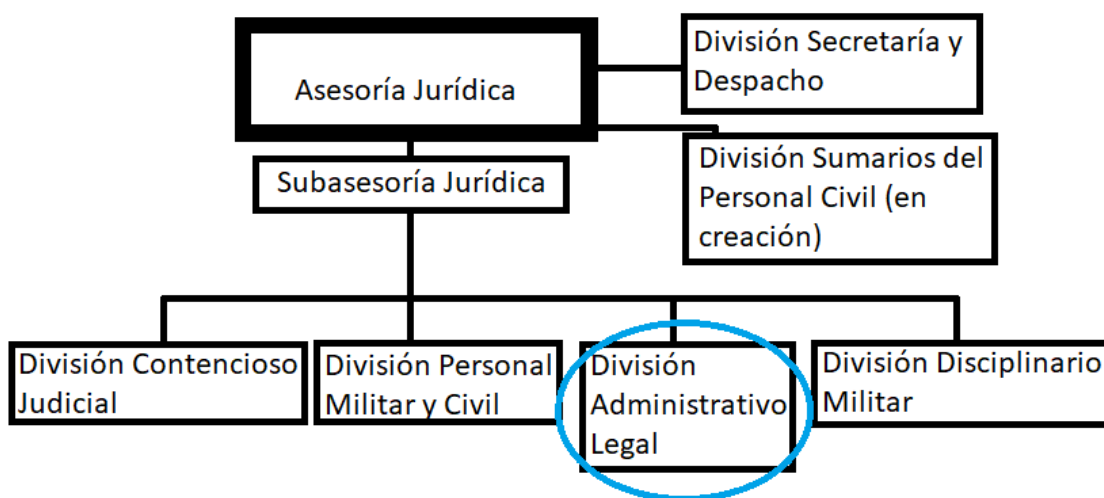 Asesoría Jurídica
División Secretaría y
Despacho
Subasesoría Jurídica
División Sumarios del
Personal Civil (en
creación)
División Contencioso
Judicial
División Personal
Militar y Civil
División
Administrativo
Legal
División Disciplinario
Militar